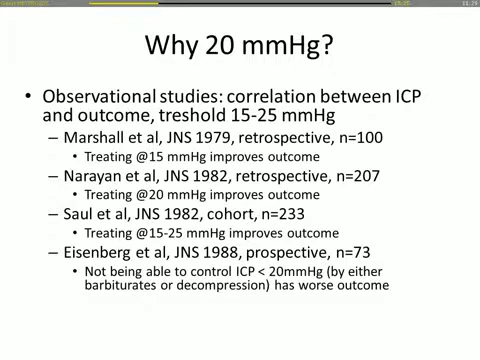 Why 20 mmHg?
• Observational studies: correlation between ICP
and outcome, treshold 15-25 mmHg
– Marshall et al, JNS 1979, retrospective, n=100
• Treating @15 mmHg improves outcome
– Narayan et al, JNS 1982, retrospective, n=207
• Treating @20 mmHg improves outcome
– Saul et al, JNS 1982, cohort, n=233
• Treating @15-25 mmHg improves outcome
– Eisenberg et al, JNS 1988, prospective, n=73
• Not being able to control ICP < 20mmHg (by either
barbiturates or decompression) has worse outcome